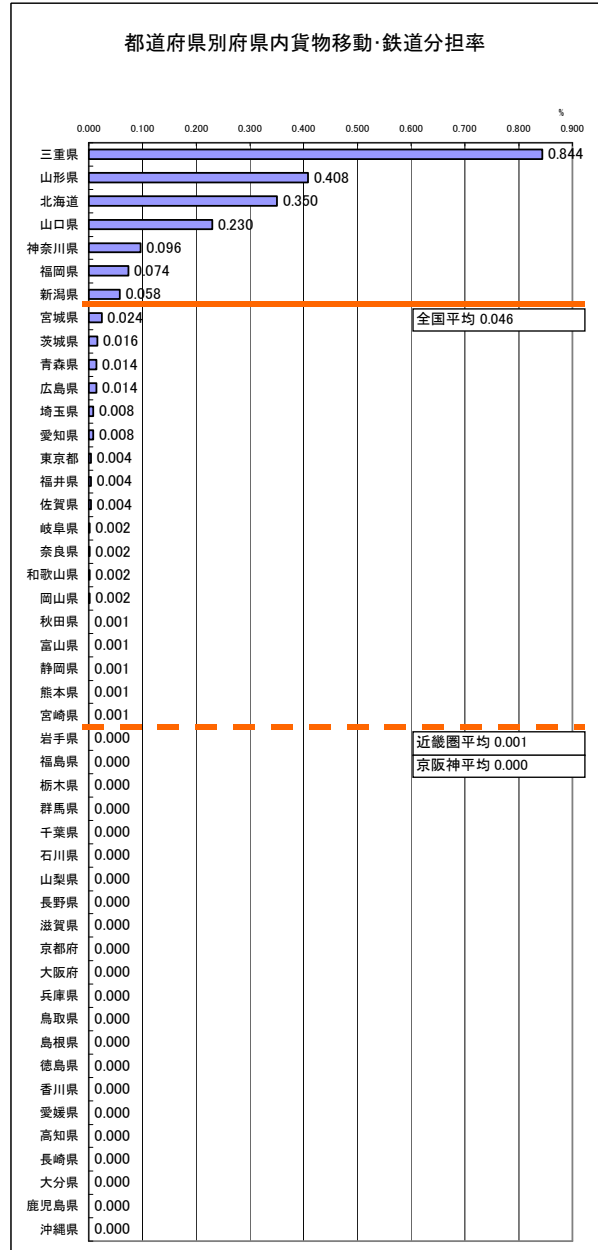 都道府県別府県内貨物移動・鉄道分担率
%
0.000 0.100 0.200 0.300 0.400 0.500 0.600 0.700 0.800 0.900
三重県 0.844
山形県 0.408
北海道 0.350
山口県 0.230
神奈川県 0.096
福岡県 0.074
新潟県 0.058
宮城県 0.024 全国平均 0.046
茨城県 0.016
青森県 0.014
広島県 0.014
埼玉県 0.008
愛知県 0.008
東京都 0.004
福井県 0.004
佐賀県 0.004
岐阜県 0.002
奈良県 0.002
和歌山県 0.002
岡山県 0.002
秋田県 0.001
富山県 0.001
静岡県 0.001
熊本県 0.001
宮崎県 0.001
岩手県 0.000 近畿圏平均 0.001
福島県 0.000 京阪神平均 0.000
栃木県 0.000
群馬県 0.000
千葉県 0.000
石川県 0.000
山梨県 0.000
長野県 0.000
滋賀県 0.000
京都府 0.000
大阪府 0.000
兵庫県 0.000
鳥取県 0.000
島根県 0.000
徳島県 0.000
香川県 0.000
愛媛県 0.000
高知県 0.000
長崎県 0.000
大分県 0.000
鹿児島県 0.000
沖縄県 0.000